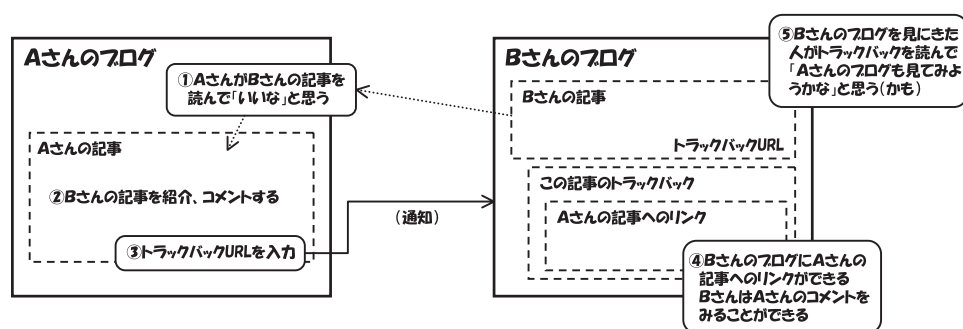 Aさんのブログ
①AさんがBさんの記事を
読んで「いいな」と思う
Aさんの記事
②Bさんの記事を紹介、コメントする
③トラックバックURLを入力
(通知)
Bさんのブログ
⑤Bさんのブログを見にきた
人がトラックバックを読んで
「Aさんのブログも見てみよ
うかな」と思う(かも)
Bさんの記事
トラックバックURL
この記事のトラックバック
Aさんの記事へのリンク
④BさんのブログにAさんの
記事へのリンクができる
BさんはAさんのコメントを
みることができる